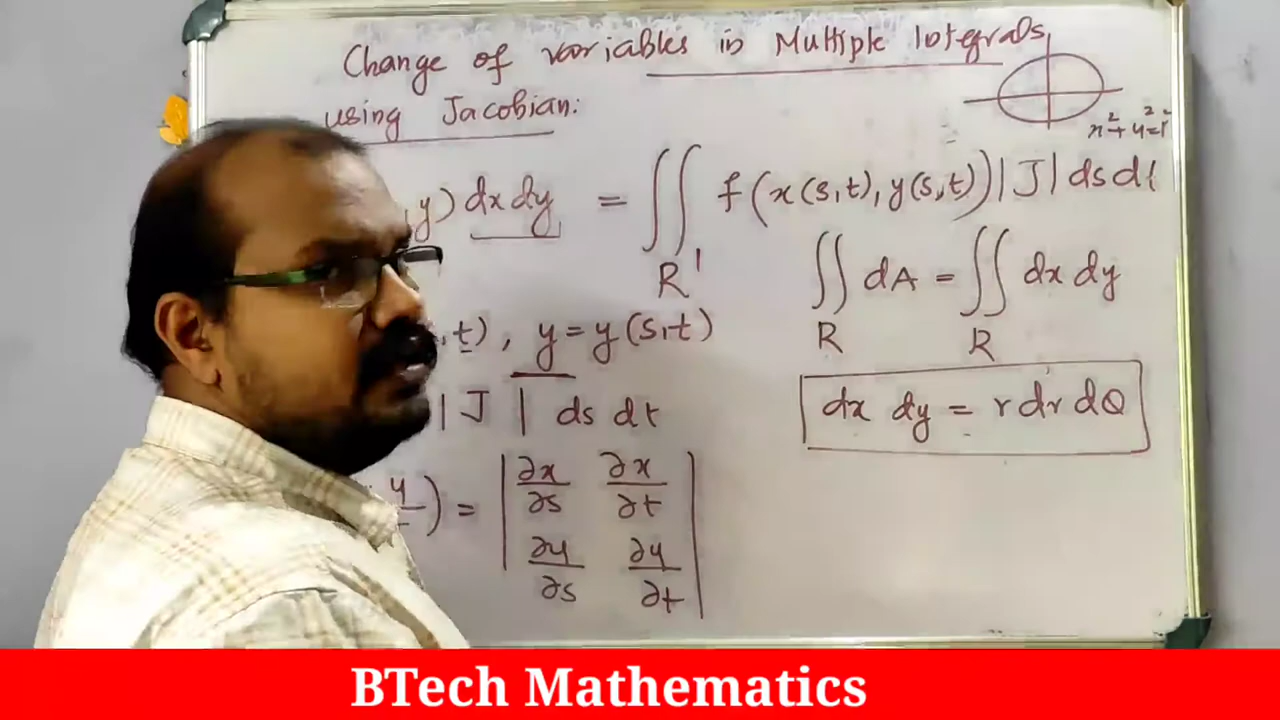 Change of variables in Multiple Integrals
using Jacobian:
x² + y² = r²
, y) dx dy = ∬ f(x(s,t), y(s,t)) |J| ds dt
R'
∬ dA = ∬ dx dy
R R
,t), y = y(s,t)
|J| ds dt
dx dy = r dr dθ
y ) = | ∂x/∂s ∂x/∂t |
| ∂y/∂s ∂y/∂t |
BTech Mathematics